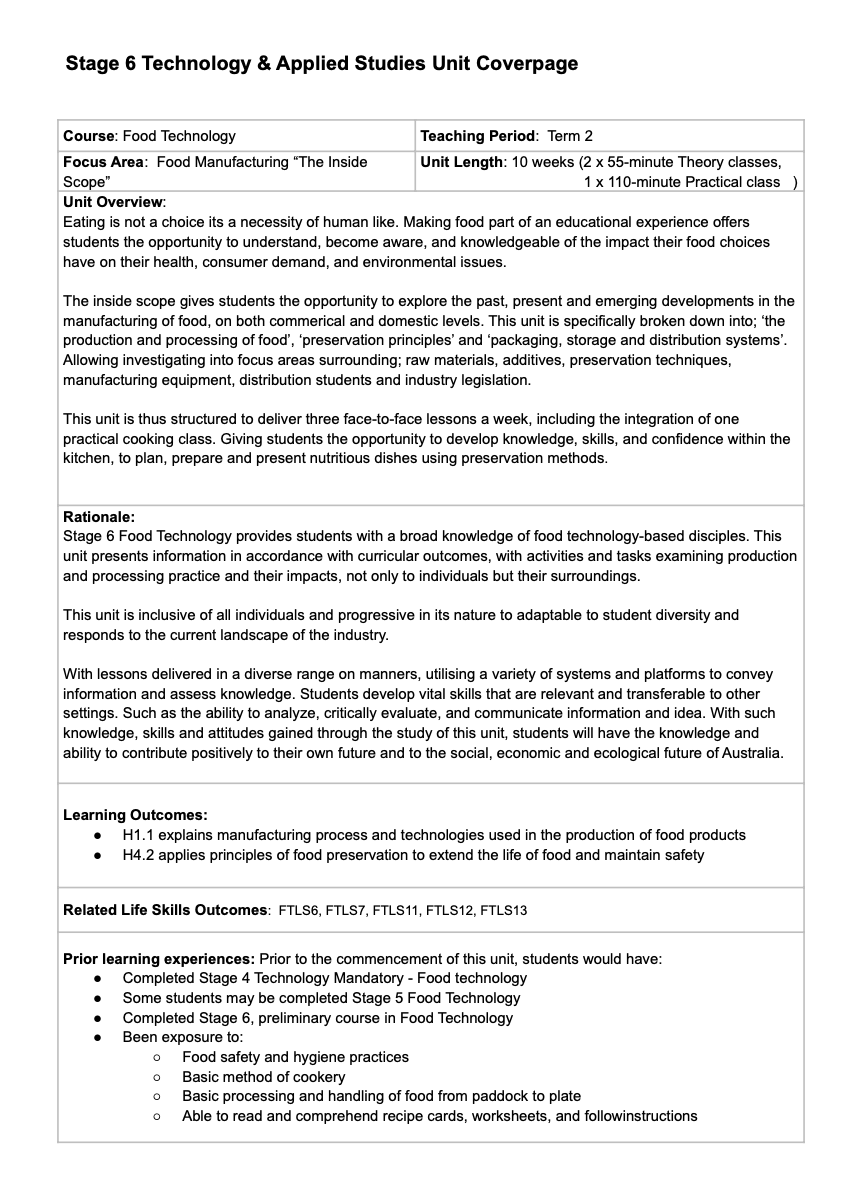 Stage 6 Technology & Applied Studies Unit Coverpage
Course: Food Technology
Teaching Period:  Term 2
Focus Area:  Food Manufacturing “The Inside
Scope”
Unit Length: 10 weeks (2 x 55-minute Theory classes,
1 x 110-minute Practical class   )
Unit Overview:
Eating is not a choice its a necessity of human like. Making food part of an educational experience offers
students the opportunity to understand, become aware, and knowledgeable of the impact their food choices
have on their health, consumer demand, and environmental issues.
The inside scope gives students the opportunity to explore the past, present and emerging developments in the
manufacturing of food, on both commerical and domestic levels. This unit is specifically broken down into; ‘the
production and processing of food’, ‘preservation principles’ and ‘packaging, storage and distribution systems’.
Allowing investigating into focus areas surrounding; raw materials, additives, preservation techniques,
manufacturing equipment, distribution students and industry legislation.
This unit is thus structured to deliver three face-to-face lessons a week, including the integration of one
practical cooking class. Giving students the opportunity to develop knowledge, skills, and confidence within the
kitchen, to plan, prepare and present nutritious dishes using preservation methods.
Rationale:
Stage 6 Food Technology provides students with a broad knowledge of food technology-based disciples. This
unit presents information in accordance with curricular outcomes, with activities and tasks examining production
and processing practice and their impacts, not only to individuals but their surroundings.
This unit is inclusive of all individuals and progressive in its nature to adaptable to student diversity and
responds to the current landscape of the industry.
With lessons delivered in a diverse range on manners, utilising a variety of systems and platforms to convey
information and assess knowledge. Students develop vital skills that are relevant and transferable to other
settings. Such as the ability to analyze, critically evaluate, and communicate information and idea. With such
knowledge, skills and attitudes gained through the study of this unit, students will have the knowledge and
ability to contribute positively to their own future and to the social, economic and ecological future of Australia.
Learning Outcomes:
● H1.1 explains manufacturing process and technologies used in the production of food products
● H4.2 applies principles of food preservation to extend the life of food and maintain safety
Related Life Skills Outcomes:  FTLS6, FTLS7, FTLS11, FTLS12, FTLS13
Prior learning experiences: Prior to the commencement of this unit, students would have:
● Completed Stage 4 Technology Mandatory - Food technology
● Some students may be completed Stage 5 Food Technology
● Completed Stage 6, preliminary course in Food Technology
● Been exposure to:
○ Food safety and hygiene practices
○ Basic method of cookery
○ Basic processing and handling of food from paddock to plate
○ Able to read and comprehend recipe cards, worksheets, and followinstructions